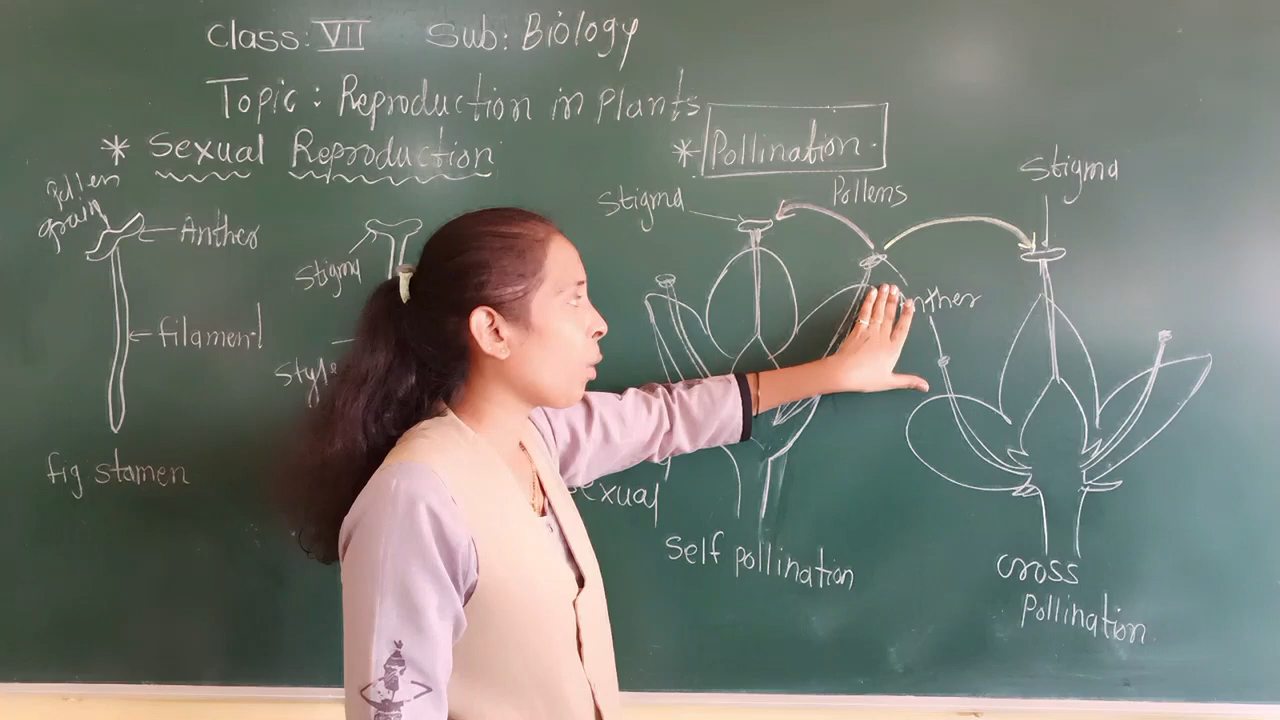 Class: VII Sub: Biology
Topic: Reproduction in Plants
* Sexual Reproduction
* Pollination.
Pollen
grain
Anther
filament
fig stamen
Stigma
Style
Sexual
Stigma
Pollens
Anther
Self pollination
Stigma
Cross
Pollination.